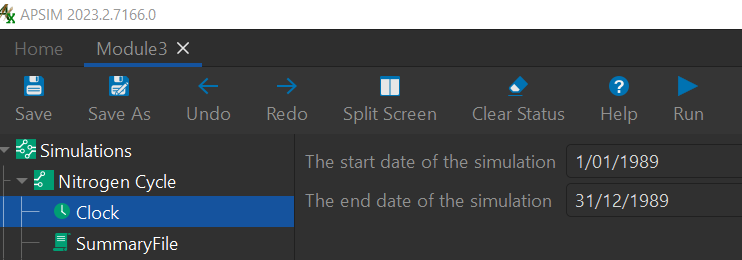 APSIM 2023.2.7166.0
Home Module3
Save Save As Undo Redo Split Screen Clear Status Help Run
Simulations
The start date of the simulation 1/01/1989
Nitrogen Cycle
The end date of the simulation 31/12/1989
Clock
SummaryFile